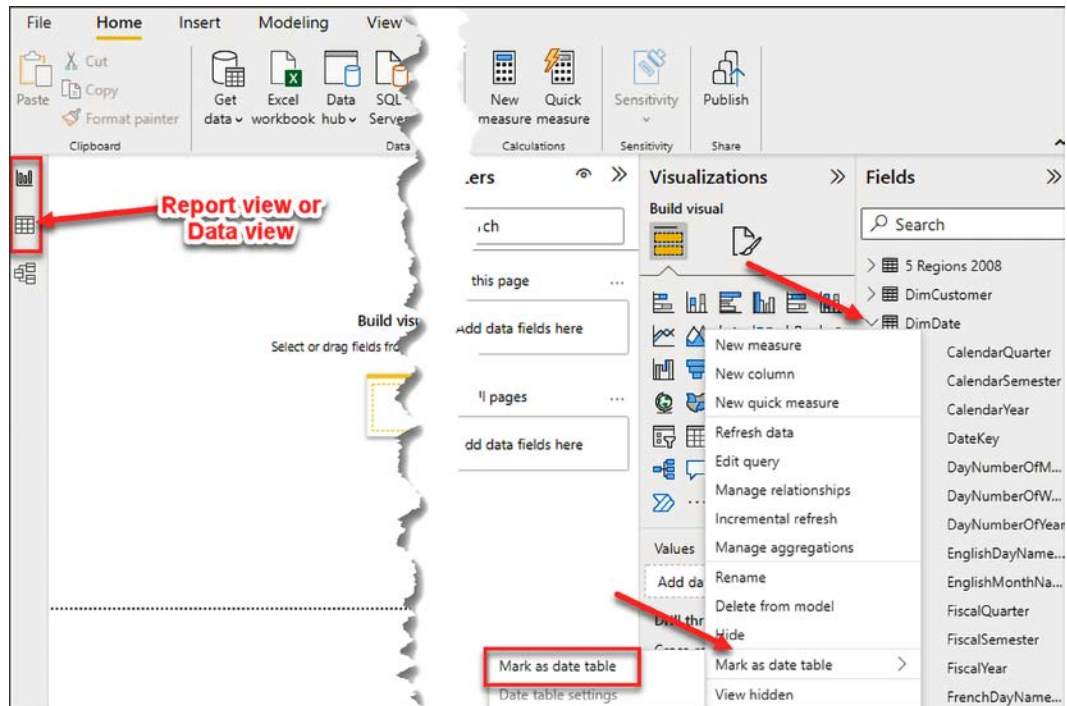 File Home Insert Modeling View
Paste
Cut
Copy
Format painter
Clipboard
Get data
Excel workbook
Data hub
SQL Server
Data
New measure
Quick measure
Calculations
Sensitivity
Sensitivity
Publish
Share
Report view or
Data view
Select or drag fields
Build
ers
ch
this page
...
Add data fields here
pages
...
dd data fields here
Visualizations
Build visual
Values
Add da
Fields
Search
5 Regions 2008
DimCustomer
DimDate
New measure
New column
New quick measure
Refresh data
Edit query
Manage relationships
Incremental refresh
Manage aggregations
Rename
Delete from model
Hide
Mark as date table
View hidden
Mark as date table
Date table settings
CalendarQuarter
CalendarSemester
CalendarYear
DateKey
DayNumberOfM...
DayNumberOfW...
DayNumberOfYear
EnglishDayName...
EnglishMonthNa...
FiscalQuarter
FiscalSemester
FiscalYear
FrenchDayName...